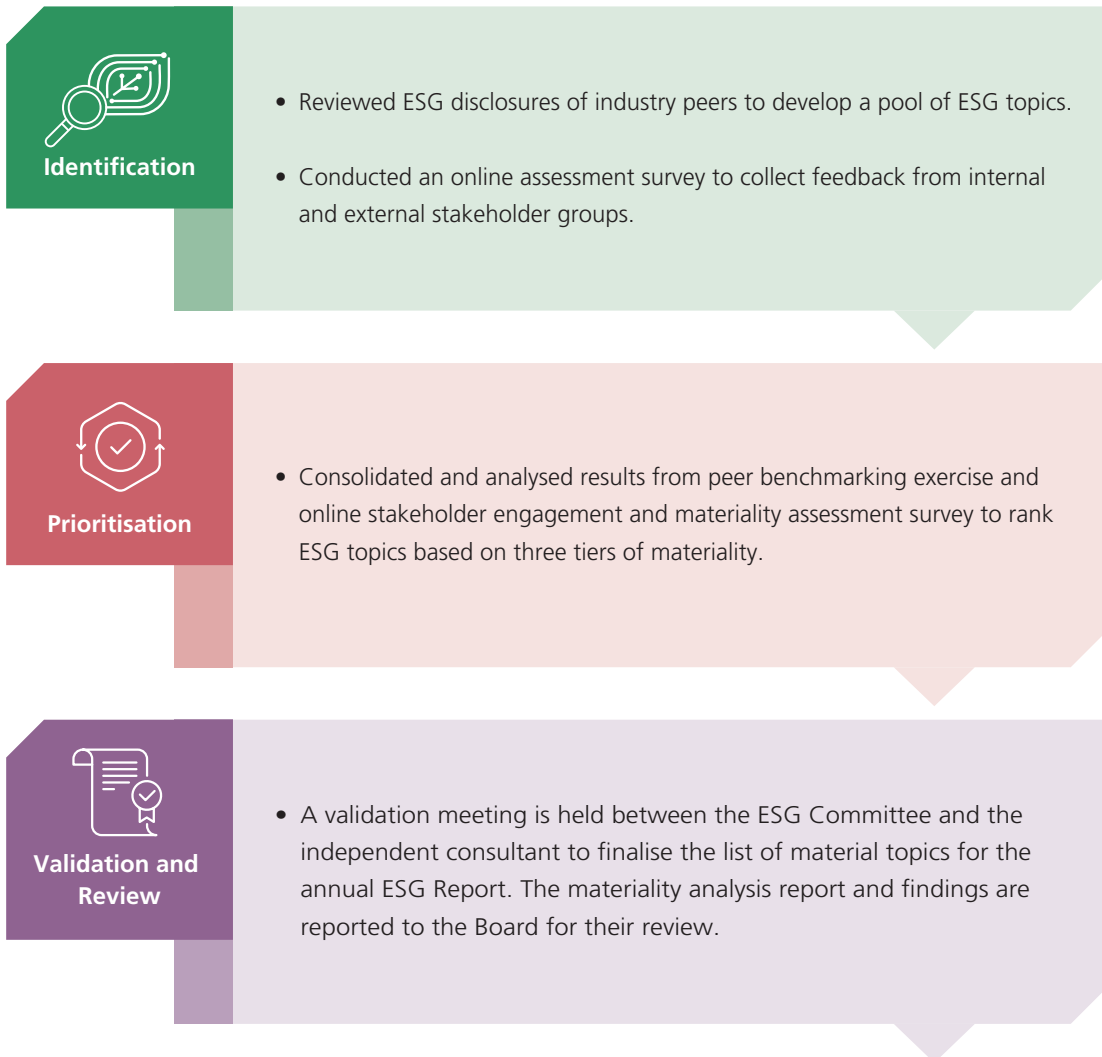 Identification
• Reviewed ESG disclosures of industry peers to develop a pool of ESG topics.
• Conducted an online assessment survey to collect feedback from internal
and external stakeholder groups.
Prioritisation
• Consolidated and analysed results from peer benchmarking exercise and
online stakeholder engagement and materiality assessment survey to rank
ESG topics based on three tiers of materiality.
Validation and
Review
• A validation meeting is held between the ESG Committee and the
independent consultant to finalise the list of material topics for the
annual ESG Report. The materiality analysis report and findings are
reported to the Board for their review.